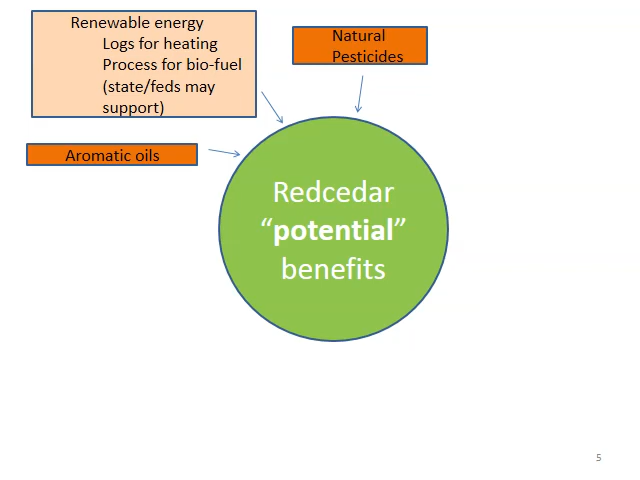 Renewable energy
Logs for heating
Process for bio-fuel
(state/feds may
support)
Natural
Pesticides
Aromatic oils
Redcedar
“potential”
benefits
5